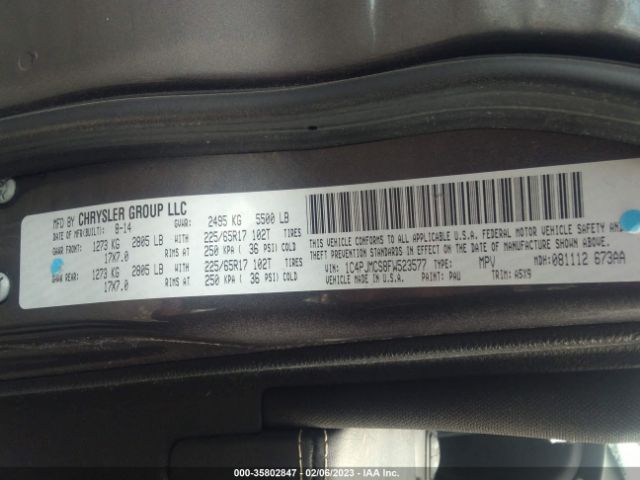 MFD BY CHRYSLER GROUP LLC
DATE OF MFR(BUILT): 8-14 GVWR: 2495 KG 5500 LB
GAWR FRONT: 1273 KG 2805 LB WITH 225/65R17 102T TIRES
17X7.0 RIMS AT 250 KPA ( 36 PSI) COLD
GAWR REAR: 1273 KG 2805 LB WITH 225/65R17 102T TIRES
17X7.0 RIMS AT 250 KPA ( 36 PSI) COLD
THIS VEHICLE CONFORMS TO ALL APPLICABLE U.S.A. FEDERAL MOTOR VEHICLE SAFETY AND
THEFT PREVENTION STANDARDS IN EFFECT ON THE DATE OF MANUFACTURE SHOWN ABOVE.
VIN: 1C4PJMCS8FW523577 TYPE: MPV MDH: 081112 673AA
VEHICLE MADE IN U.S.A. PAINT: PAU TRIM: A5X9
000-35802847 - 02/06/2023 - IAA Inc.